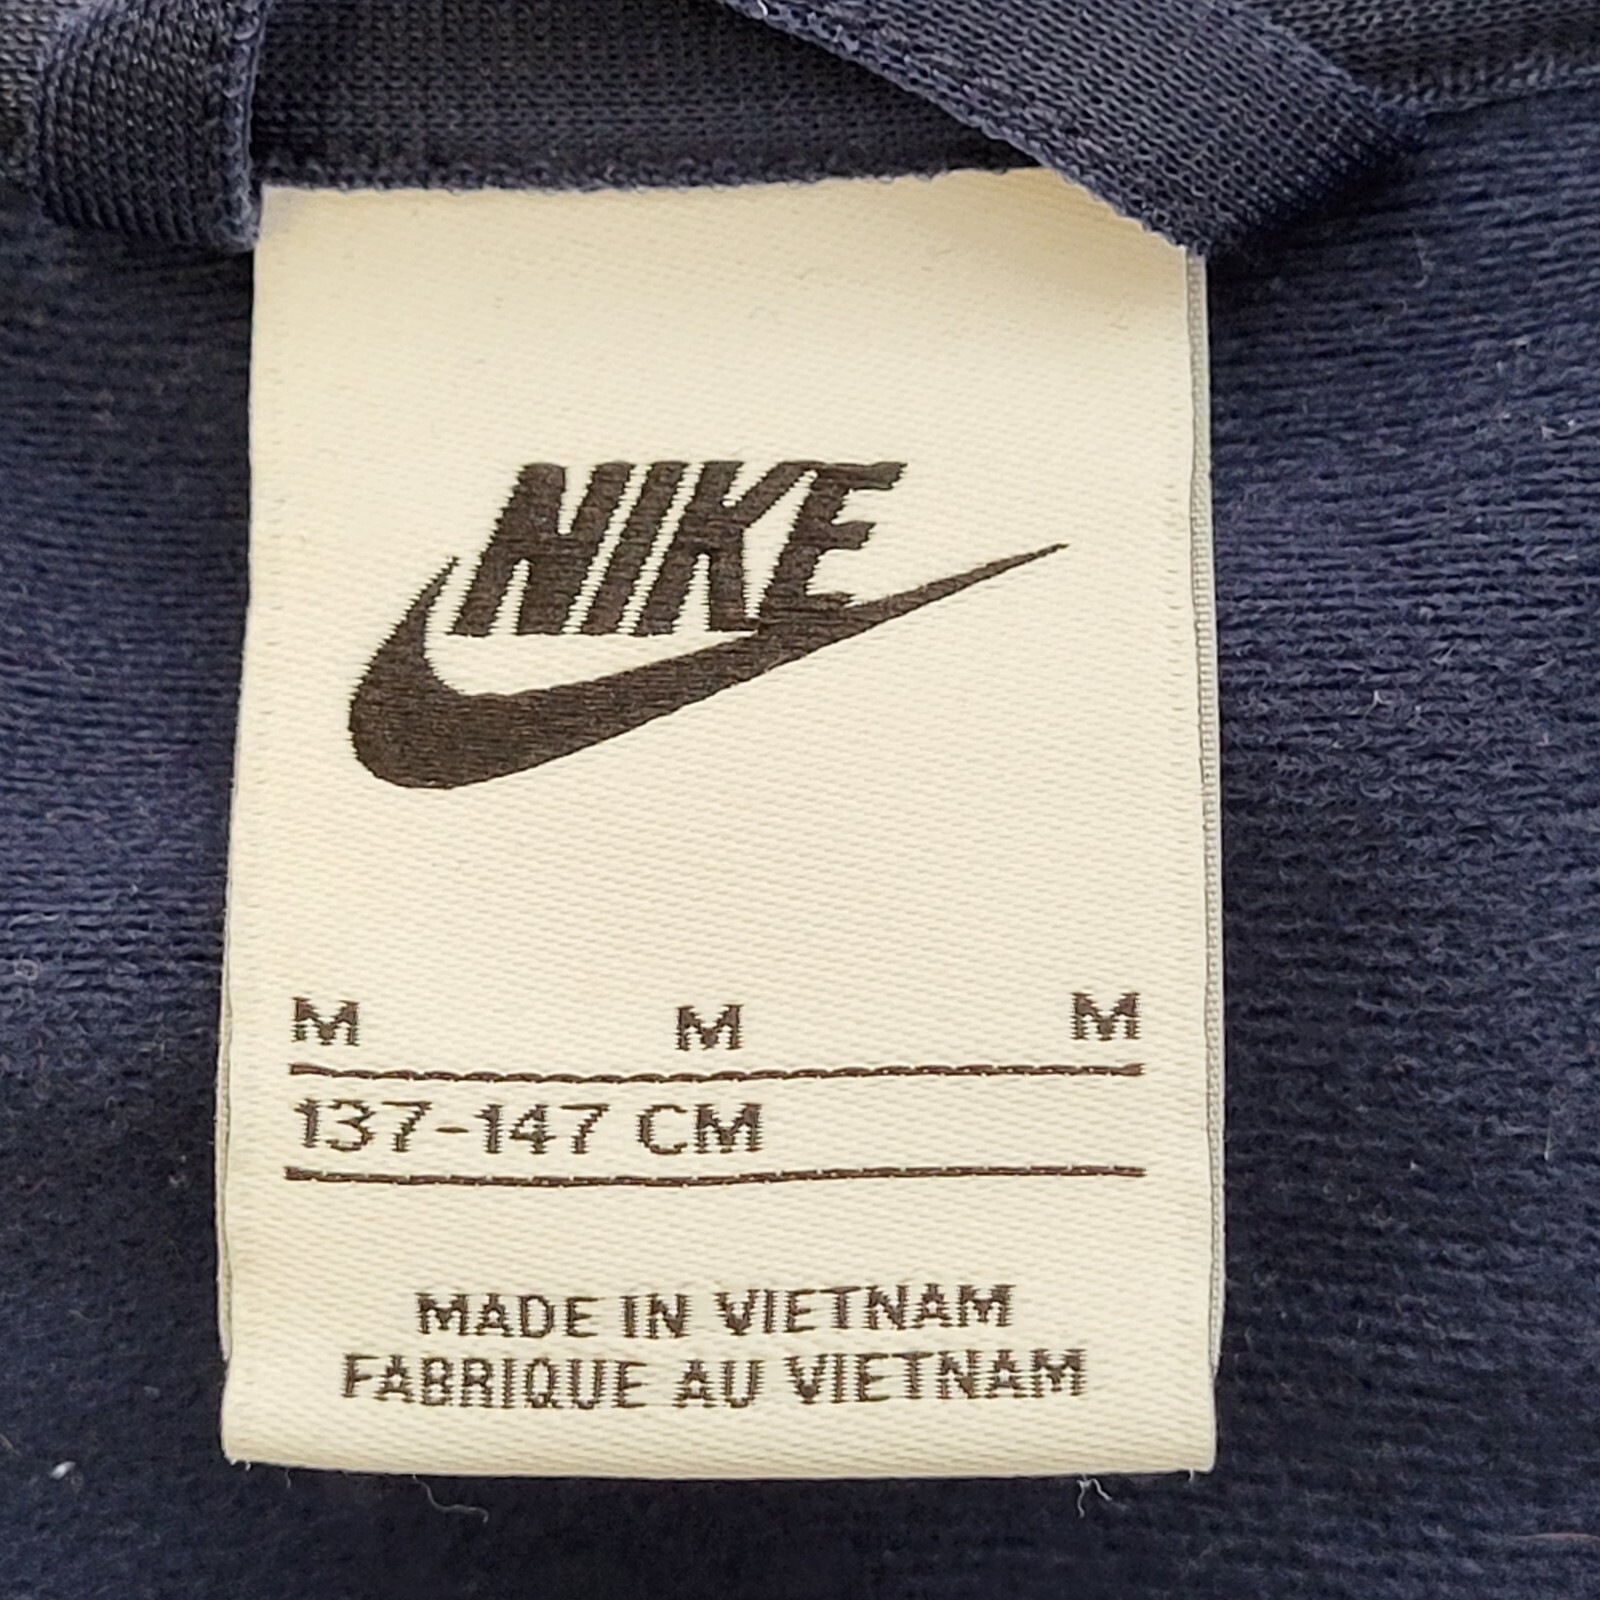 NIKE
M M M
137-147 CM
MADE IN VIETNAM
FABRIQUE AU VIETNAM